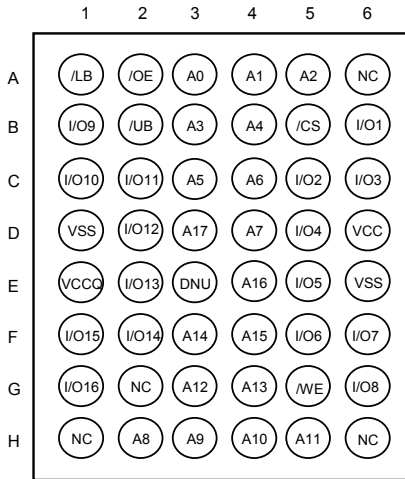 1 2 3 4 5 6
A /LB /OE A0 A1 A2 NC
B I/O9 /UB A3 A4 /CS I/O1
C I/O10 I/O11 A5 A6 I/O2 I/O3
D VSS I/O12 A17 A7 I/O4 VCC
E VCCQ I/O13 DNU A16 I/O5 VSS
F I/O15 I/O14 A14 A15 I/O6 I/O7
G I/O16 NC A12 A13 /WE I/O8
H NC A8 A9 A10 A11 NC